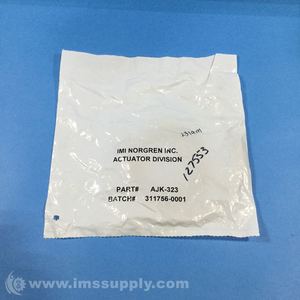 IMI NORGREN INC.
ACTUATOR DIVISION
127553
PART# AJK-323
BATCH# 311756-0001
© www.imssupply.com